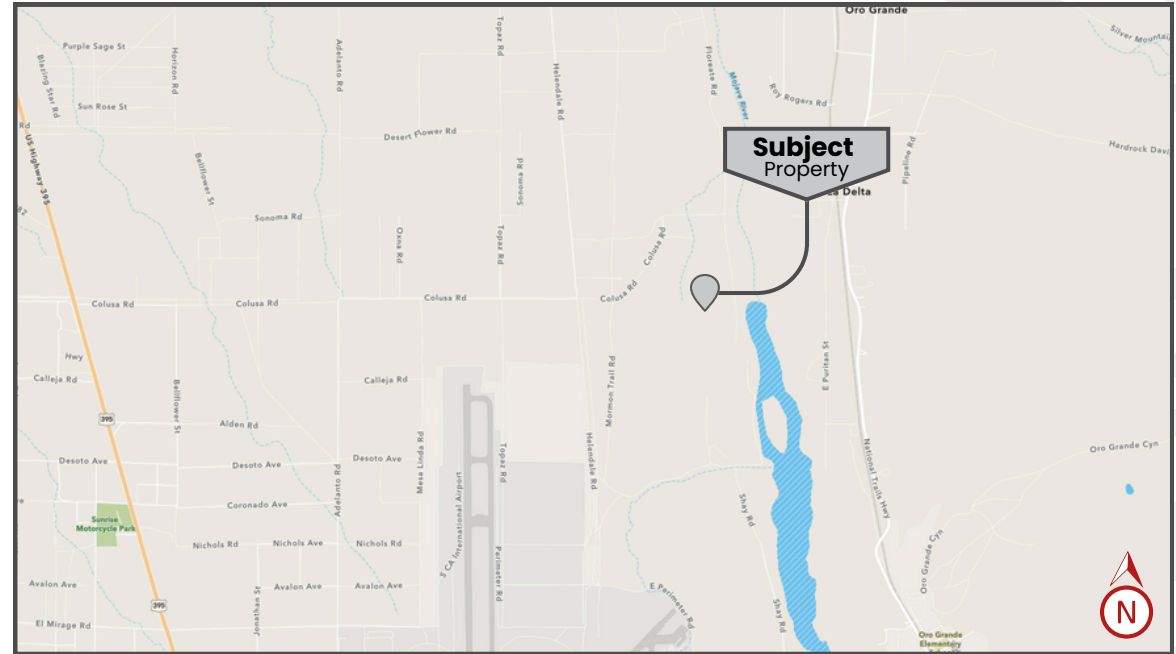 Oro Grande
Silver Mountai
Purple Sage St
Horizon Rd
Adelanto Rd
Topaz Rd
Helendale Rd
Floreate Rd
Mojave River
Roy Rogers Rd
Blazing Star Rd
Sun Rose St
Rd
US Highway 395
Desert Flower Rd
Subject
Property
Pipeline Rd
Hardrock Davi
Bellflower St
Sonoma Rd
Delta
Sonoma Rd
Oxna Rd
Topaz Rd
Colusa Rd
Colusa Rd
Colusa Rd
Colusa Rd
Colusa Rd
Hwy
Calleja Rd
Calleja Rd
Bellflower St
Mormon Trail Rd
E Puritan St
395
Alden Rd
Desoto Ave
Desoto Ave
Desoto Ave
Mesa Linda Rd
Topaz Rd
Helendale Rd
National Trails Hwy
Oro Grande Cyn
Adelanto Rd
Coronado Ave
S CA International Airport
Shay Rd
Sunrise
Motorcycle Park
Nichols Rd
Nichols Ave
Nichols Rd
Perimeter Rd
Oro Grande Cyn
Avalon Ave
Avalon Ave
Avalon Ave
Jonathan St
E Perimeter Rd
Shay Rd
395
El Mirage Rd
N
Oro Grande
Elementary